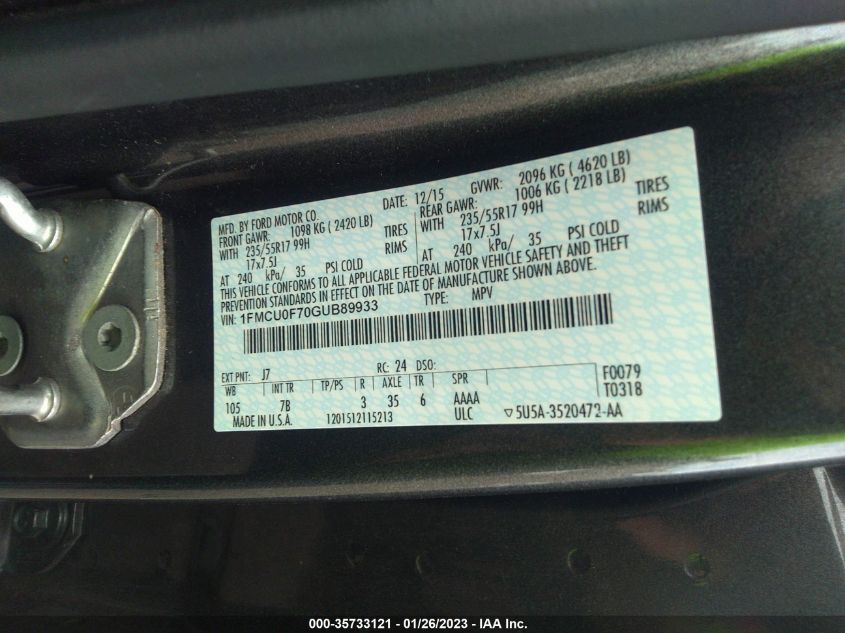 MFD. BY FORD MOTOR CO.
DATE: 12/15 GVWR: 2096 KG ( 4620 LB)
FRONT GAWR: 1098 KG ( 2420 LB)
REAR GAWR: 1006 KG ( 2218 LB)
WITH 235/55R17 99H TIRES
WITH 235/55R17 99H TIRES
17x7.5J RIMS
17x7.5J RIMS
AT 240 kPa/ 35 PSI COLD
AT 240 kPa/ 35 PSI COLD
THIS VEHICLE CONFORMS TO ALL APPLICABLE FEDERAL MOTOR VEHICLE SAFETY AND THEFT
PREVENTION STANDARDS IN EFFECT ON THE DATE OF MANUFACTURE SHOWN ABOVE.
VIN: 1FMCU0F70GUB89933 TYPE: MPV
EXT PNT: J7 RC: 24 DSO:
WB INT TR TP/PS R AXLE TR SPR
105 7B 3 35 6 AAAA
MADE IN U.S.A. 1201512115213 ULC
F0079
T0318
▽5U5A-3520472-AA
000-35733121 - 01/26/2023 - IAA Inc.